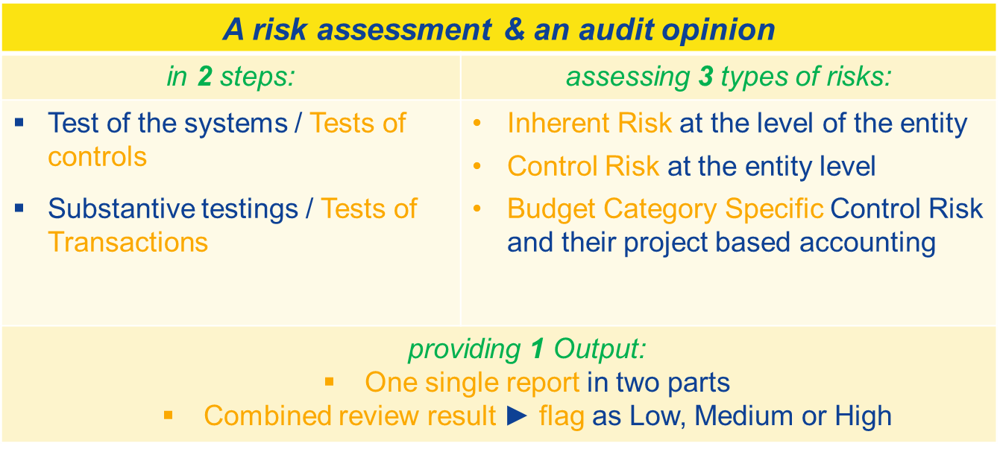 A risk assessment & an audit opinion
in 2 steps:
▪ Test of the systems / Tests of
controls
▪ Substantive testings / Tests of
Transactions
assessing 3 types of risks:
• Inherent Risk at the level of the entity
• Control Risk at the entity level
• Budget Category Specific Control Risk
and their project based accounting
providing 1 Output:
▪ One single report in two parts
▪ Combined review result ► flag as Low, Medium or High